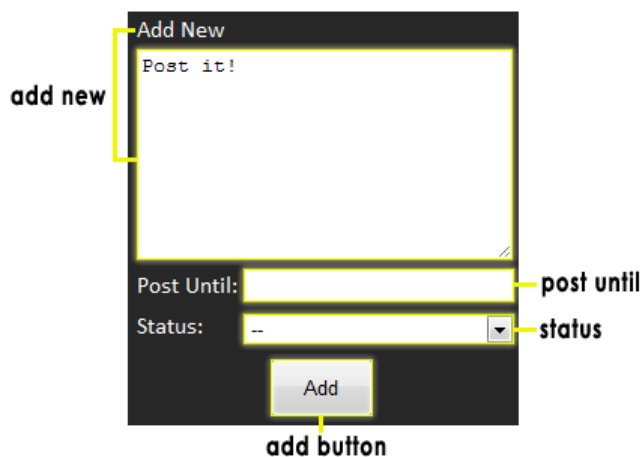 Add New
Post it!
add new
Post Until:
post until
Status:
--
status
Add
add button